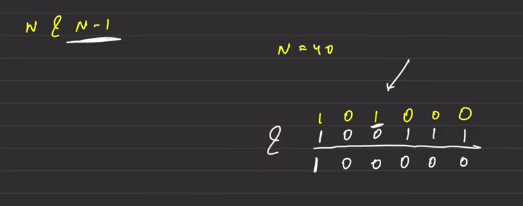 N & N-1
N = 40
1 0 1 0 0 0
& 1 0 0 1 1 1
1 0 0 0 0 0